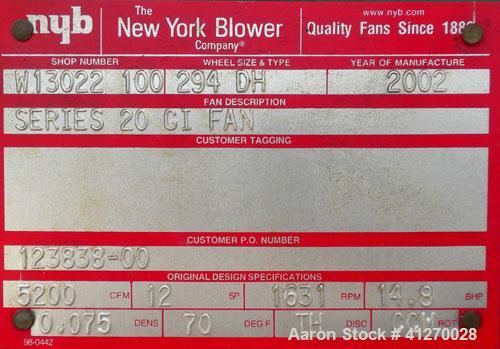 nyb The New York Blower Company® www.nyb.com Quality Fans Since 1889
SHOP NUMBER WHEEL SIZE & TYPE YEAR OF MANUFACTURE
W13022 100 294 DH 2002
FAN DESCRIPTION
SERIES 20 GI FAN
CUSTOMER TAGGING
CUSTOMER P.O. NUMBER
123838-00
ORIGINAL DESIGN SPECIFICATIONS
5200 CFM 12 SP 1631 RPM 14.8 BHP
0.075 DENS 70 DEG F TH DISC CCW ROT
98-0442
Aaron Stock # 41270028